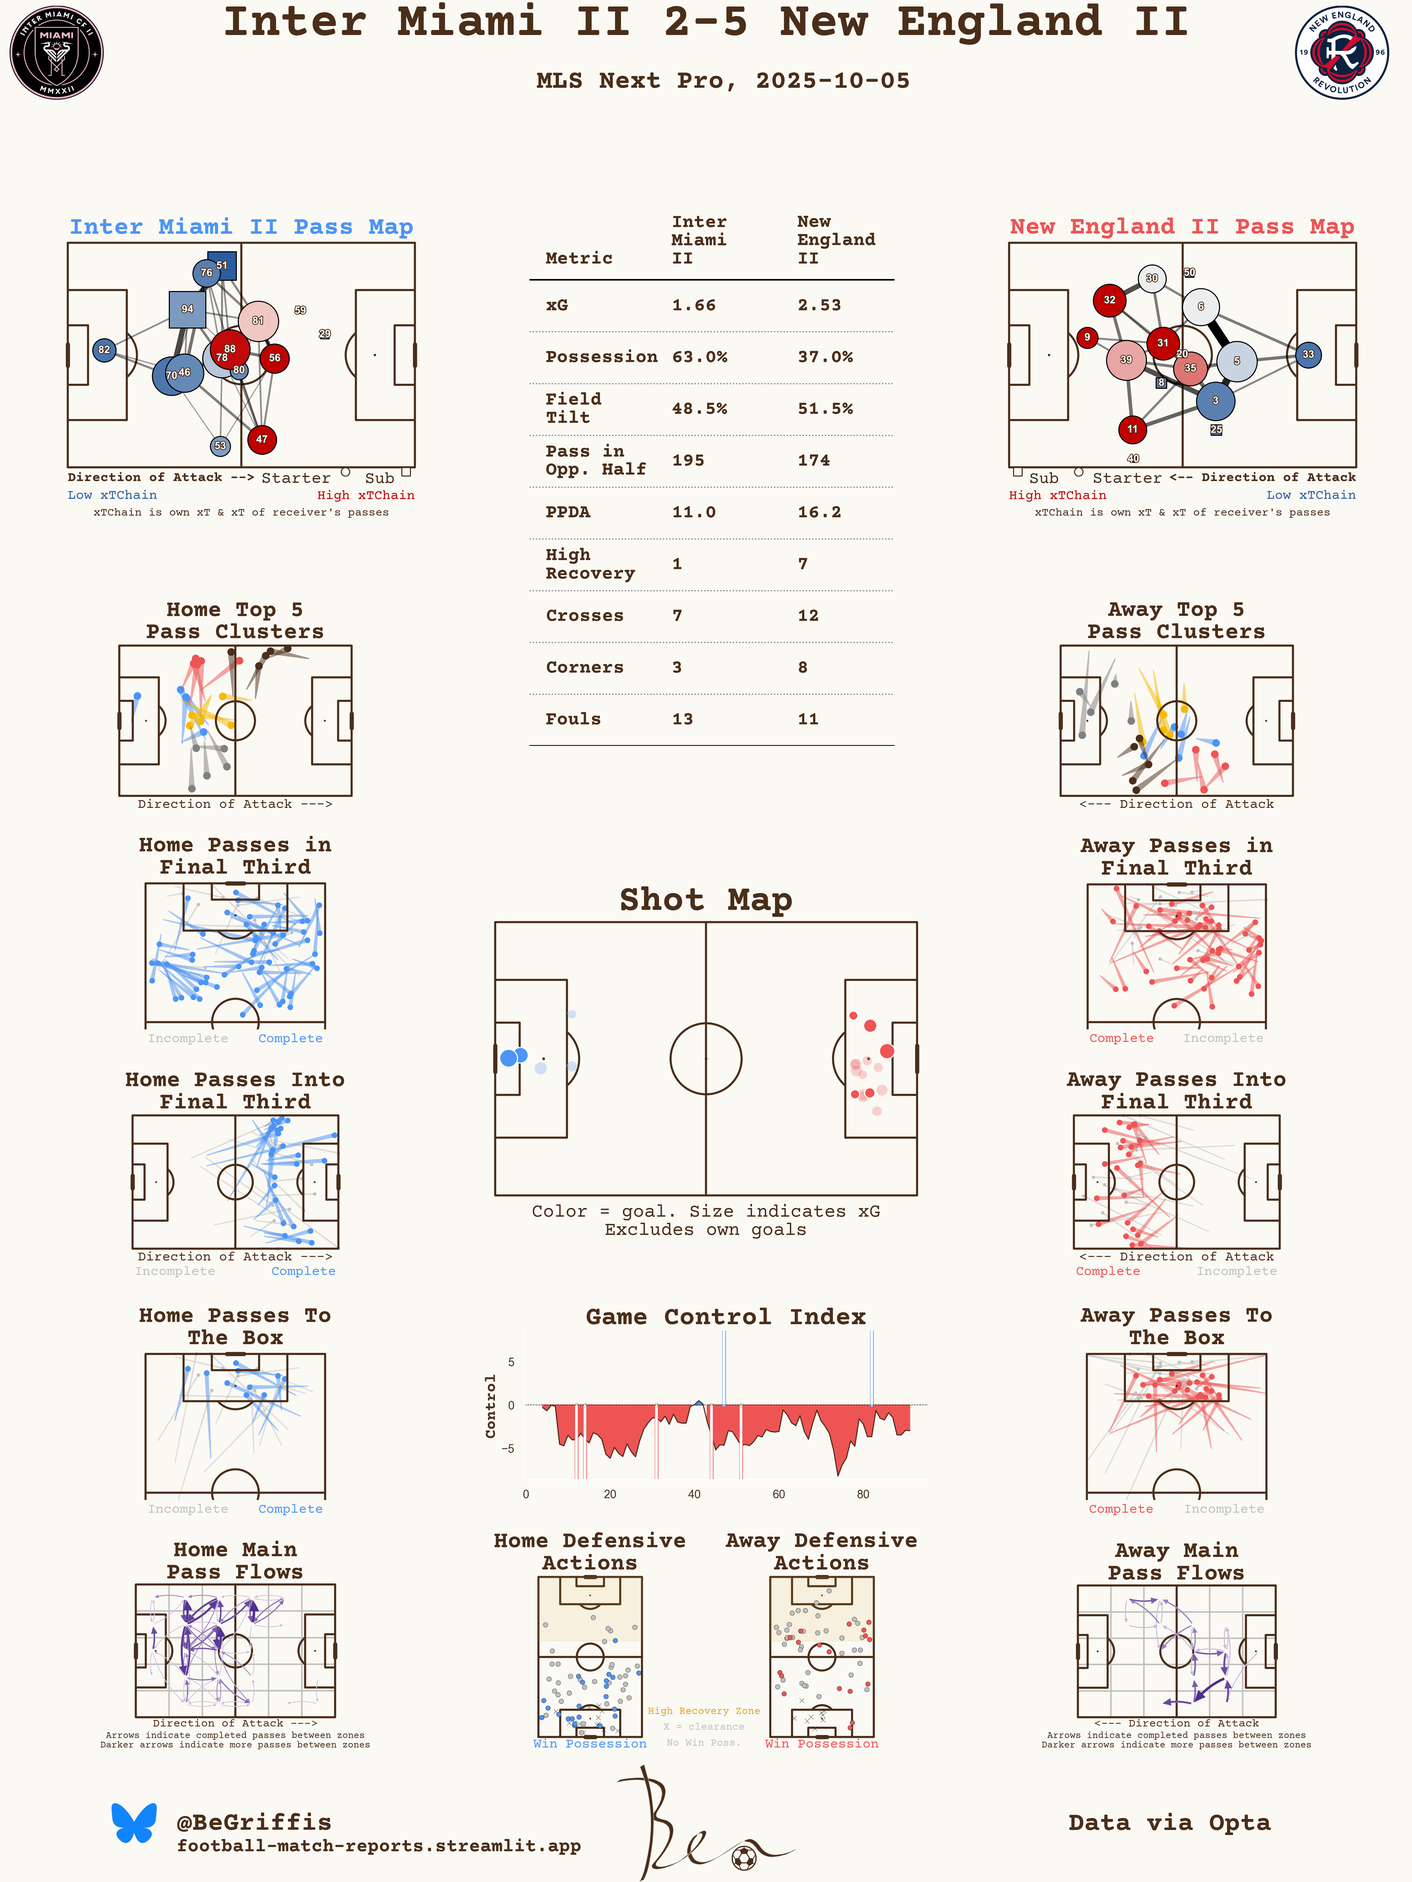 Inter Miami II 2-5 New England II
MLS Next Pro, 2025-10-05
INTER MIAMI CF II
MIAMI
MMXXII
NEW ENGLAND
19 96
REVOLUTION
Inter Miami II Pass Map
76 51
94 81 59
29
82 88 78 56
70 46 80
53 47
Direction of Attack --> Starter Sub
Low xTChain High xTChain
xTChain is own xT & xT of receiver's passes
Metric Inter Miami II New England II
xG 1.66 2.53
Possession 63.0% 37.0%
Field Tilt 48.5% 51.5%
Pass in Opp. Half 195 174
PPDA 11.0 16.2
High Recovery 1 7
Crosses 7 12
Corners 3 8
Fouls 13 11
New England II Pass Map
30 50
32 6
9 31 20 33
39 35 5
8 3
11 25
40
Sub Starter <-- Direction of Attack
High xTChain Low xTChain
xTChain is own xT & xT of receiver's passes
Home Top 5
Pass Clusters
Direction of Attack --->
Away Top 5
Pass Clusters
<--- Direction of Attack
Home Passes in
Final Third
Incomplete Complete
Away Passes in
Final Third
Complete Incomplete
Shot Map
Color = goal. Size indicates xG
Excludes own goals
Home Passes Into
Final Third
Direction of Attack --->
Incomplete Complete
Away Passes Into
Final Third
<--- Direction of Attack
Complete Incomplete
Home Passes To
The Box
Incomplete Complete
Game Control Index
Control
5
0
−5
0 20 40 60 80
Away Passes To
The Box
Complete Incomplete
Home Main
Pass Flows
Direction of Attack --->
Arrows indicate completed passes between zones
Darker arrows indicate more passes between zones
Home Defensive
Actions
Win Possession
High Recovery Zone
X = clearance
No Win Poss.
Away Defensive
Actions
Win Possession
Away Main
Pass Flows
<--- Direction of Attack
Arrows indicate completed passes between zones
Darker arrows indicate more passes between zones
@BeGriffis
football-match-reports.streamlit.app
Ben
Data via Opta